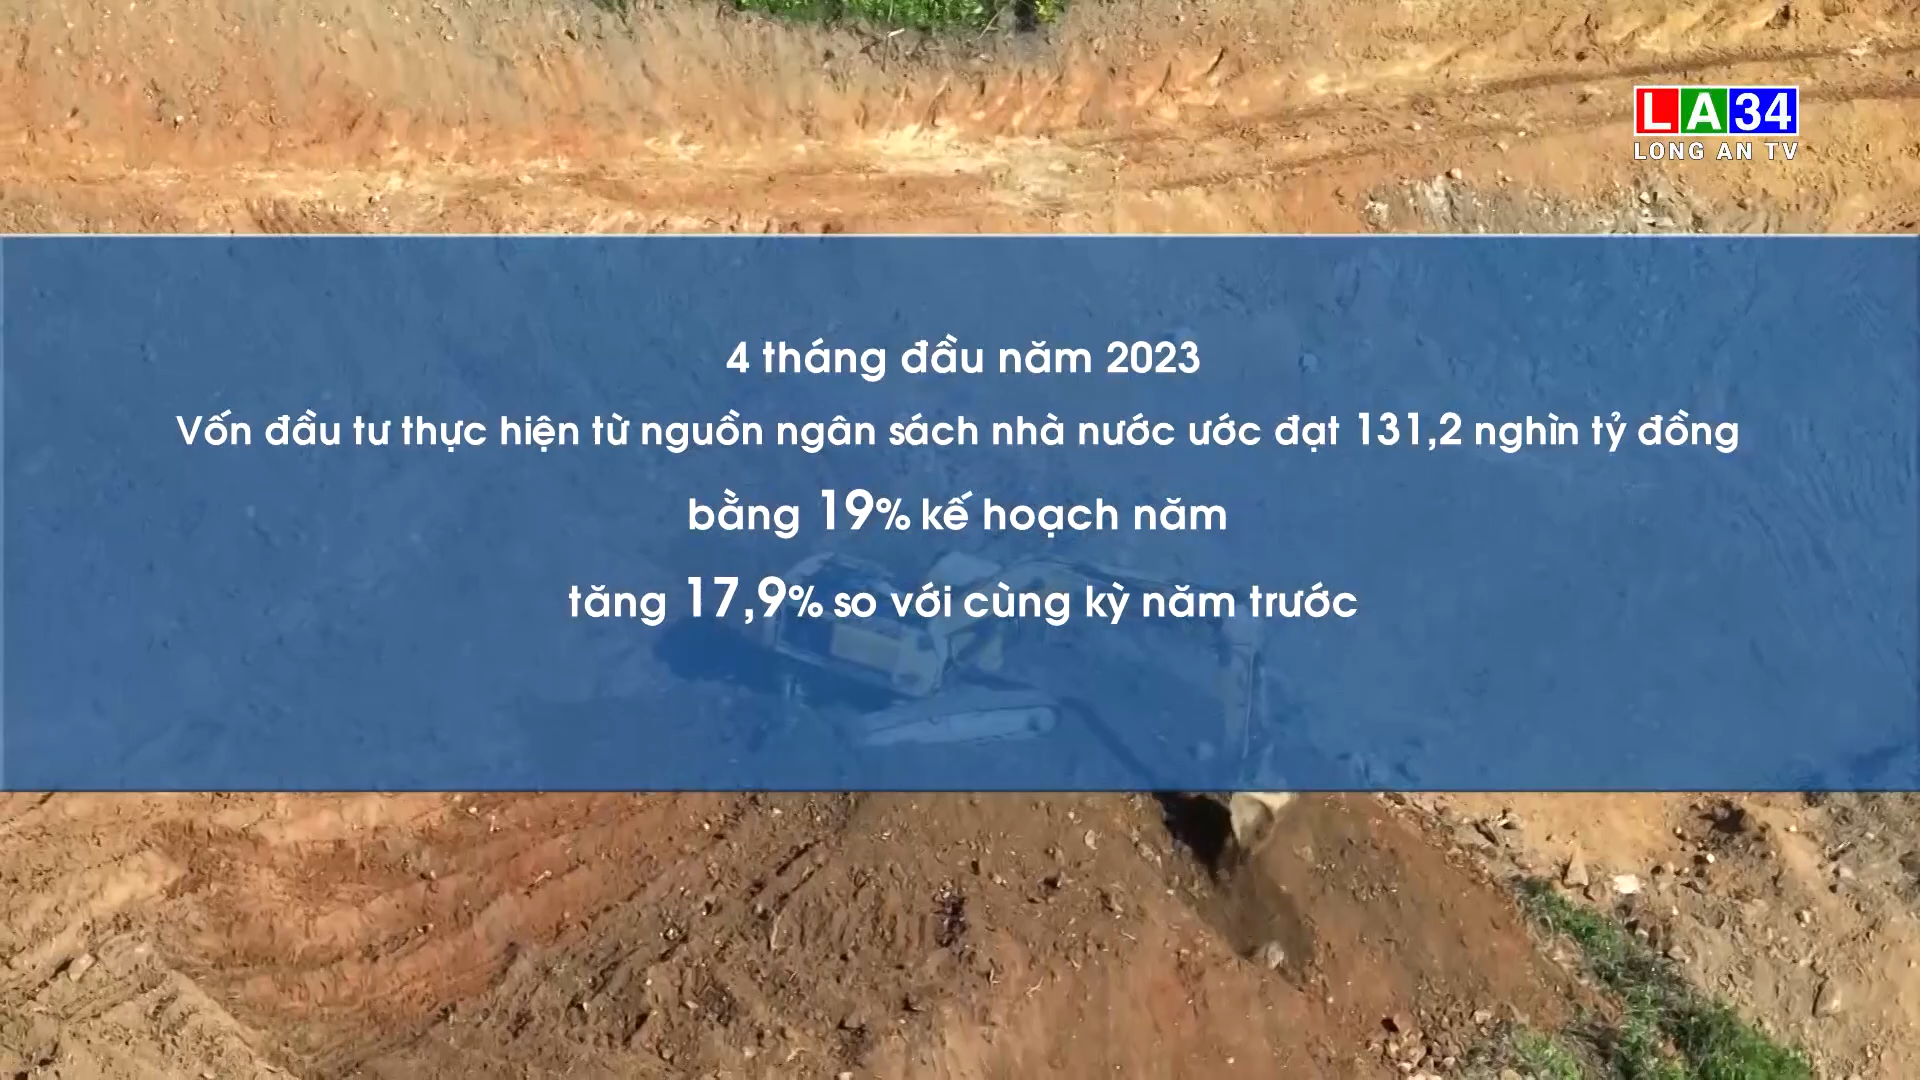 LA34
LONG AN TV
4 tháng đầu năm 2023
Vốn đầu tư thực hiện từ nguồn ngân sách nhà nước ước đạt 131,2 nghìn tỷ đồng
bằng 19% kế hoạch năm
tăng 17,9% so với cùng kỳ năm trước